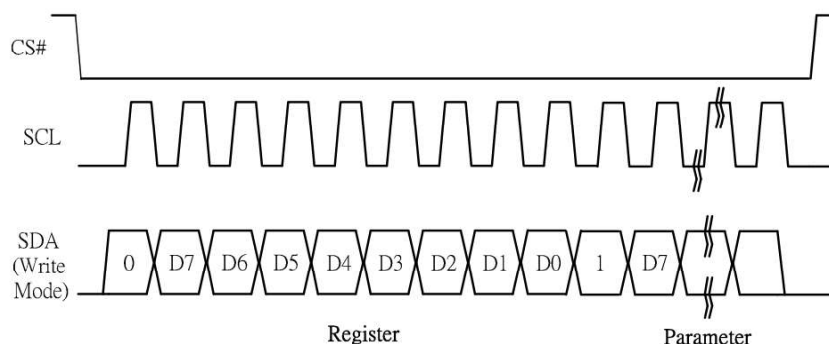 CS#
SCL
SDA
(Write
Mode)
0 D7 D6 D5 D4 D3 D2 D1 D0 1 D7
Register Parameter